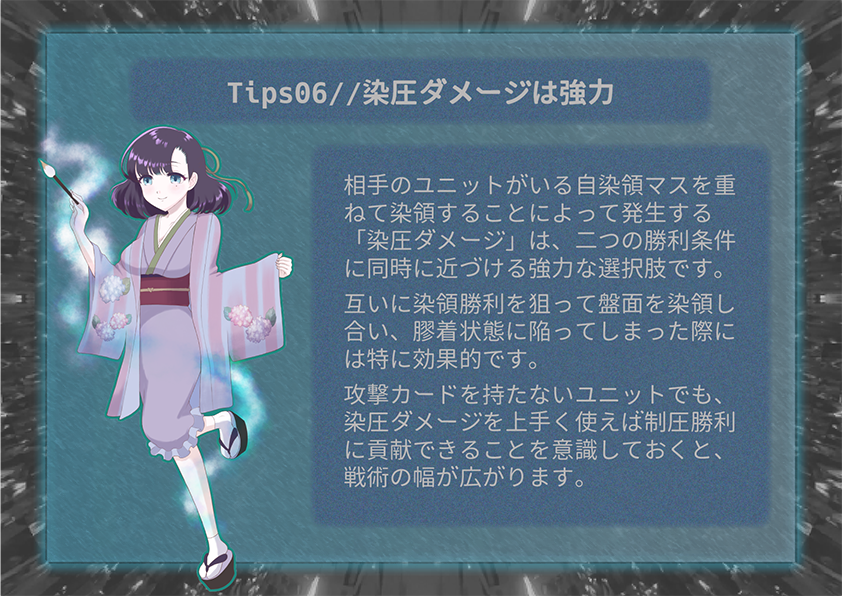 Tips06//染圧ダメージは強力
相手のユニットがいる自染領マスを重
ねて染領することによって発生する
「染圧ダメージ」は、二つの勝利条件
に同時に近づける強力な選択肢です。
互いに染領勝利を狙って盤面を染領し
合い、膠着状態に陥ってしまった際に
は特に効果的です。
攻撃カードを持たないユニットでも、
染圧ダメージを上手く使えば制圧勝利
に貢献できることを意識しておくと、
戦術の幅が広がります。